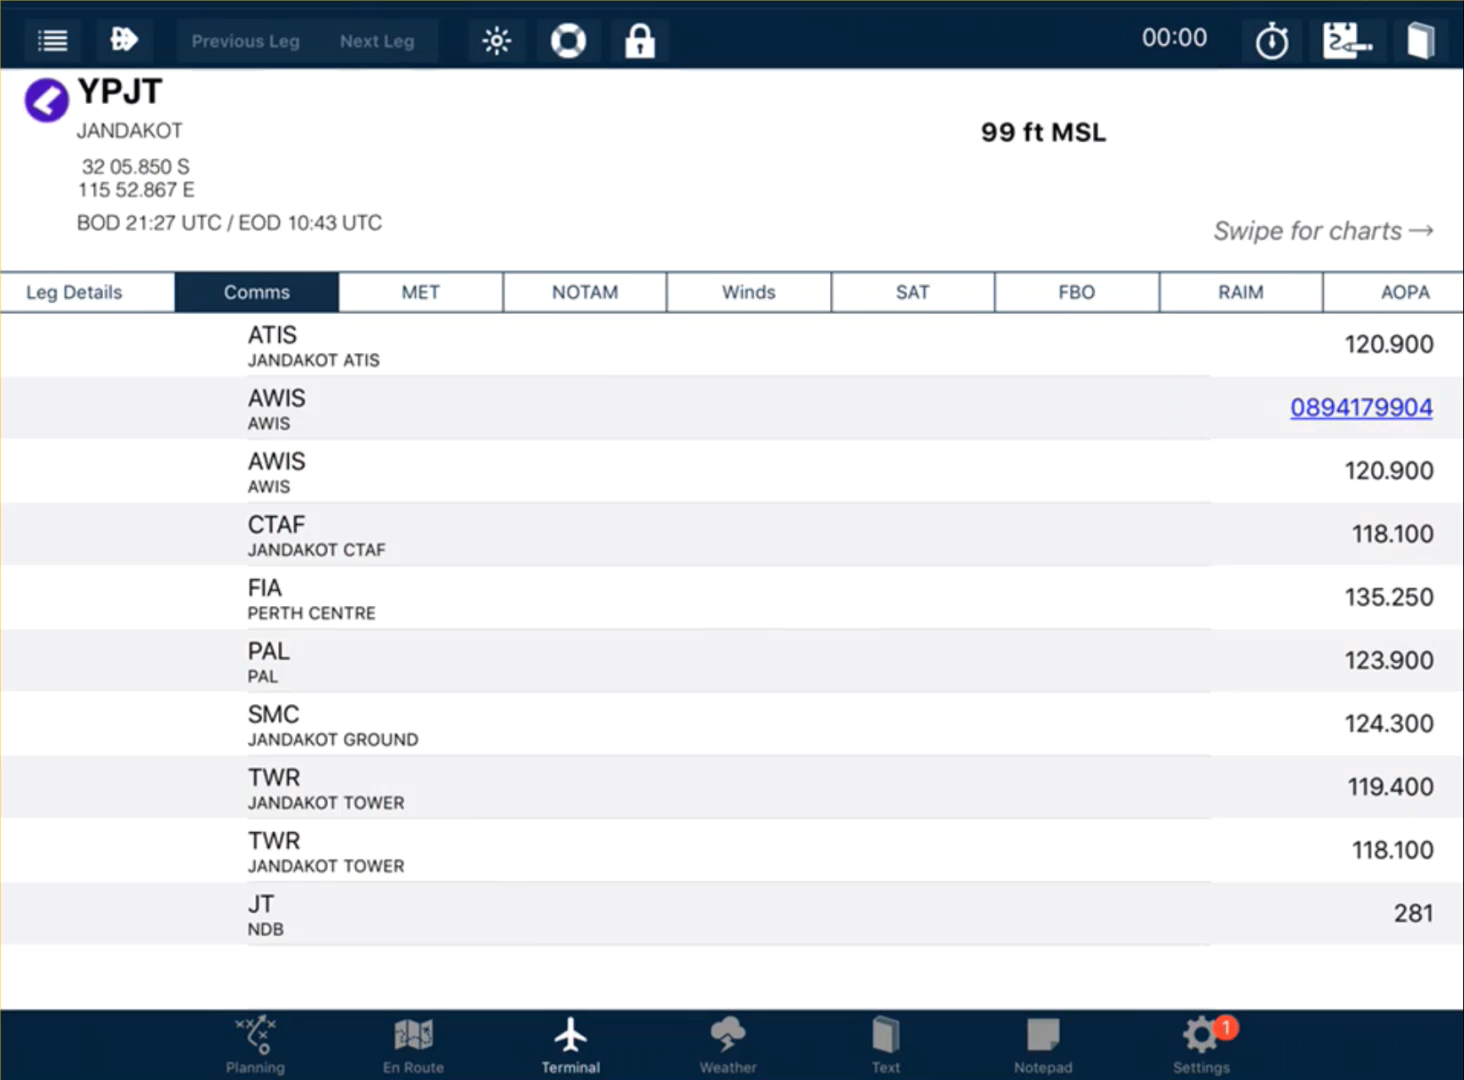 Previous Leg
Next Leg
00:00
YPJT
JANDAKOT
32 05.850 S
115 52.867 E
BOD 21:27 UTC / EOD 10:43 UTC
99 ft MSL
Swipe for charts →
Leg Details
Comms
MET
NOTAM
Winds
SAT
FBO
RAIM
AOPA
ATIS
JANDAKOT ATIS
120.900
AWIS
AWIS
0894179904
AWIS
AWIS
120.900
CTAF
JANDAKOT CTAF
118.100
FIA
PERTH CENTRE
135.250
PAL
PAL
123.900
SMC
JANDAKOT GROUND
124.300
TWR
JANDAKOT TOWER
119.400
TWR
JANDAKOT TOWER
118.100
JT
NDB
281
Planning
En Route
Terminal
Weather
Text
Notepad
1
Settings